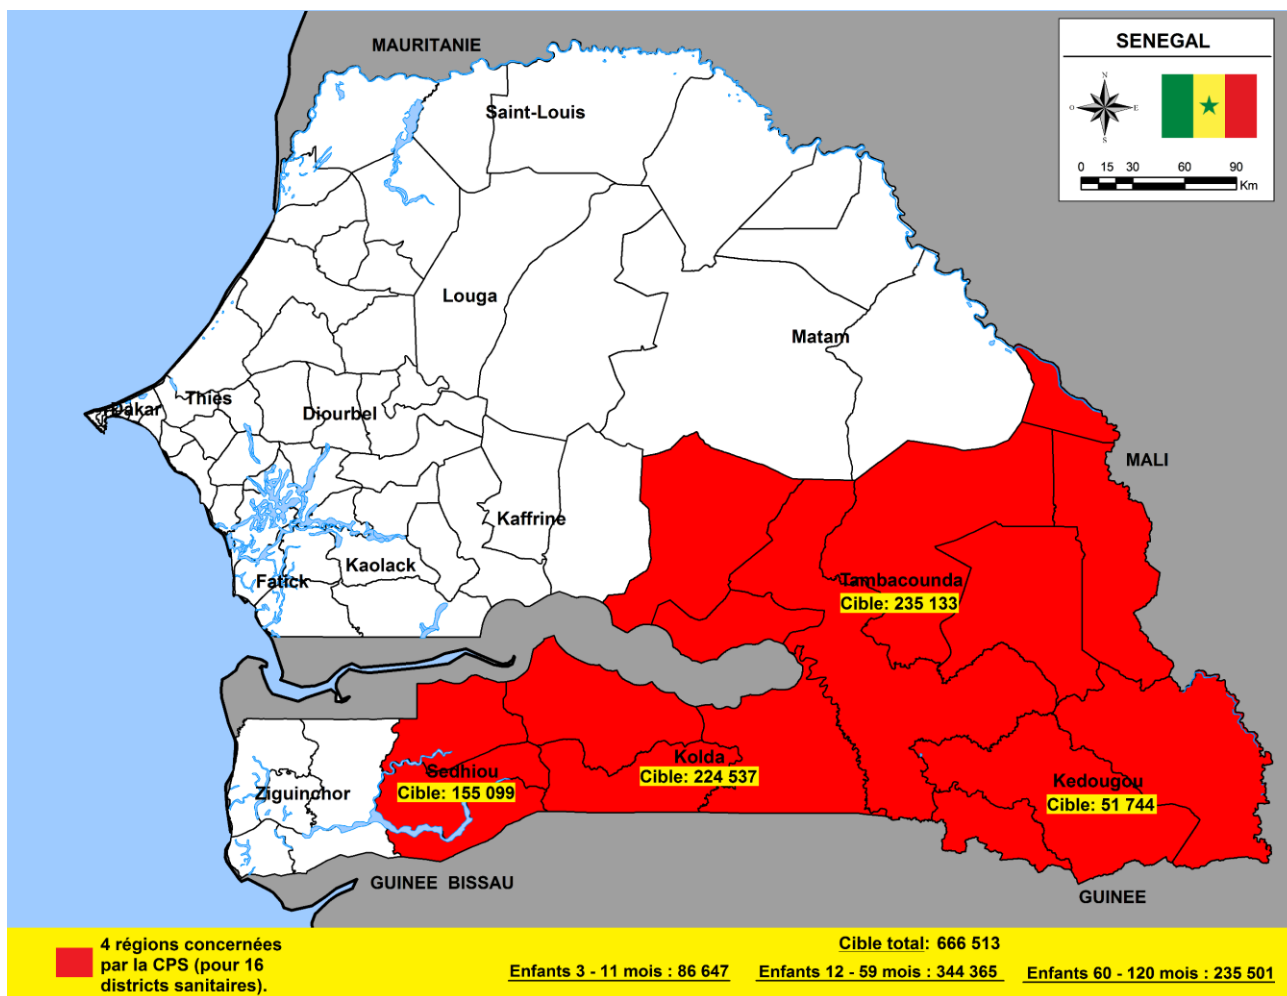 MAURITANIE
SENEGAL
N
O
E
S
0 15 30 60 90
Km
Saint-Louis
Louga
Matam
Dakar
Thies
Diourbel
MALI
Kaffrine
Kaolack
Fatick
Tambacounda
Cible: 235 133
Kolda
Cible: 224 537
Sedhiou
Cible: 155 099
Kedougou
Cible: 51 744
Ziguinchor
GUINEE BISSAU
GUINEE
4 régions concernées
par la CPS (pour 16
districts sanitaires).
Cible total: 666 513
Enfants 3 - 11 mois : 86 647
Enfants 12 - 59 mois : 344 365
Enfants 60 - 120 mois : 235 501